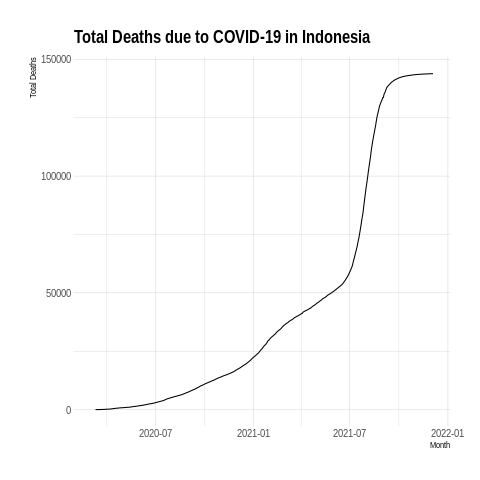 Total Deaths due to COVID-19 in Indonesia
Total Deaths
150000
100000
50000
0
2020-07 2021-01 2021-07 2022-01
Month